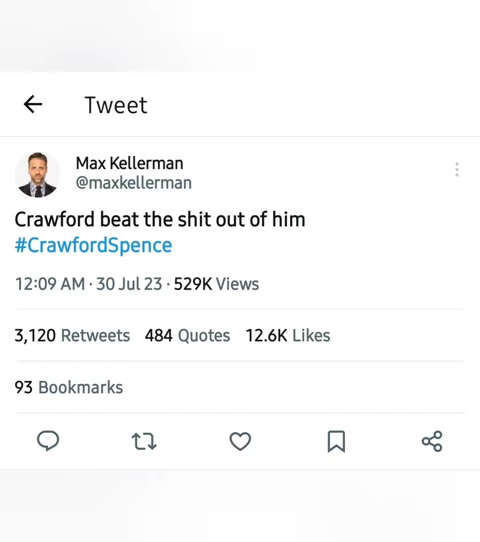 Tweet
Max Kellerman
@maxkellerman
Crawford beat the shit out of him
#CrawfordSpence
12:09 AM · 30 Jul 23 · 529K Views
3,120 Retweets 484 Quotes 12.6K Likes
93 Bookmarks